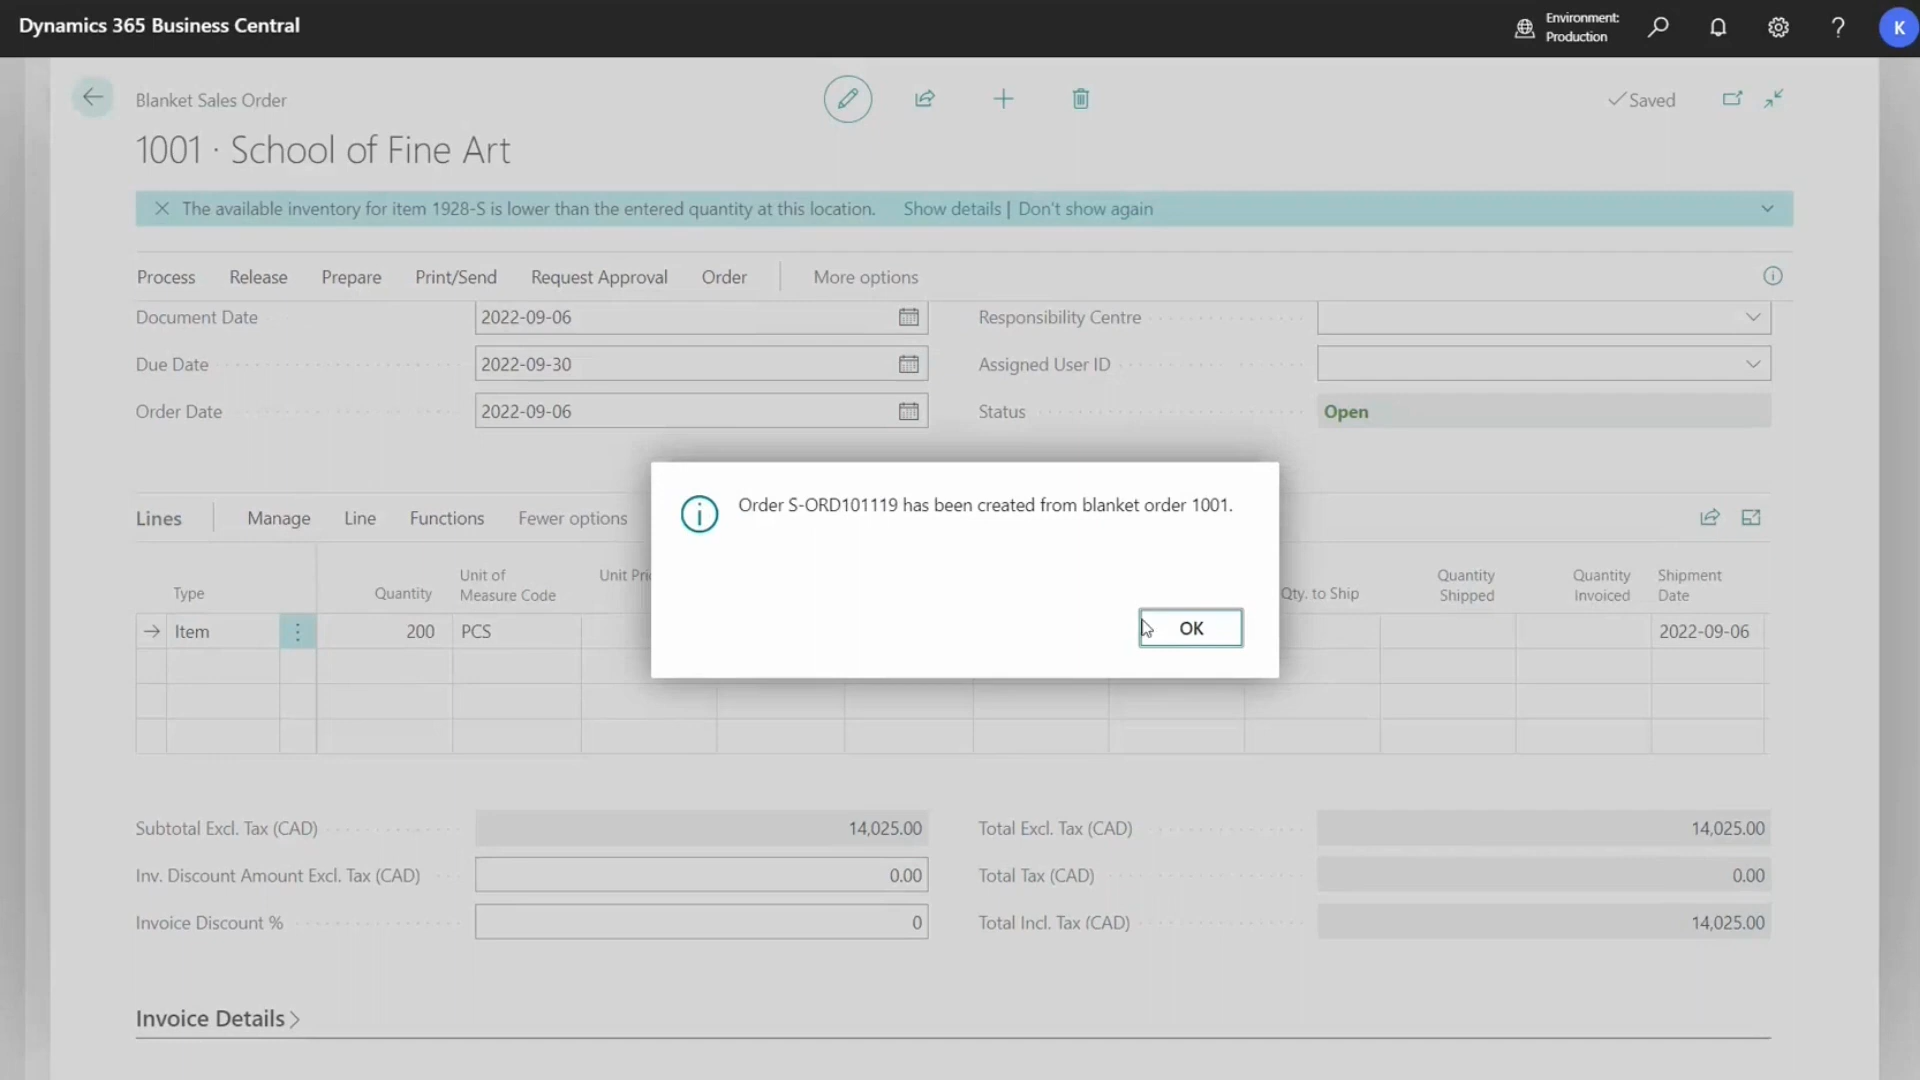 Dynamics 365 Business Central
Environment:
Production
?
K
Blanket Sales Order
Saved
1001 · School of Fine Art
The available inventory for item 1928-S is lower than the entered quantity at this location. Show details | Don't show again
Process Release Prepare Print/Send Request Approval Order More options
Document Date 2022-09-06 Responsibility Centre
Due Date 2022-09-30 Assigned User ID
Order Date 2022-09-06 Status Open
Order S-ORD101119 has been created from blanket order 1001.
OK
Lines Manage Line Functions Fewer options
Type Quantity Unit of Measure Code Unit Qty. to Ship Quantity Shipped Quantity Invoiced Shipment Date
Item 200 PCS 2022-09-06
Subtotal Excl. Tax (CAD) 14,025.00 Total Excl. Tax (CAD) 14,025.00
Inv. Discount Amount Excl. Tax (CAD) 0.00 Total Tax (CAD) 0.00
Invoice Discount % 0 Total Incl. Tax (CAD) 14,025.00
Invoice Details